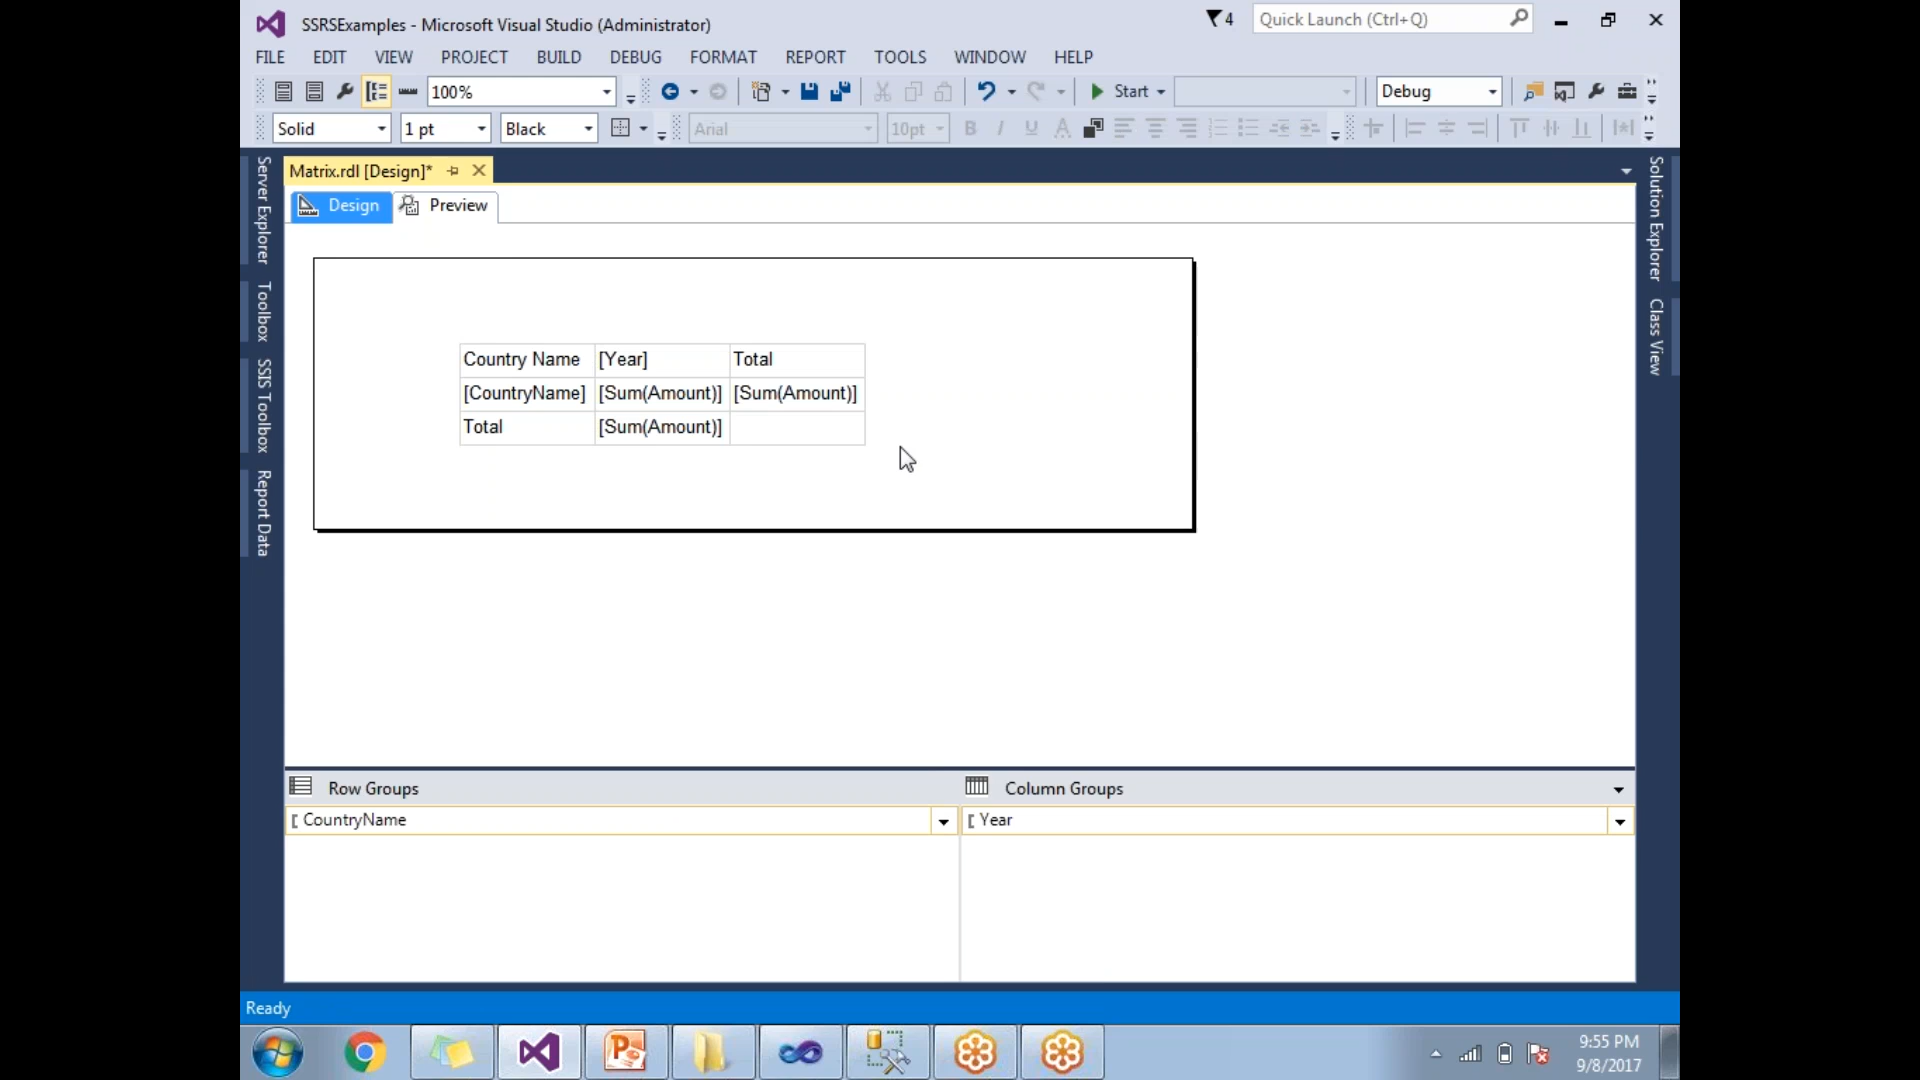 SSRSExamples - Microsoft Visual Studio (Administrator)
4
Quick Launch (Ctrl+Q)
FILE EDIT VIEW PROJECT BUILD DEBUG FORMAT REPORT TOOLS WINDOW HELP
100%
Start
Debug
Solid
1 pt
Black
Arial
10pt
B I U A
Matrix.rdl [Design]*
Design
Preview
Server Explorer
Toolbox
SSIS Toolbox
Report Data
Solution Explorer
Class View
Country Name [Year] Total
[CountryName] [Sum(Amount)] [Sum(Amount)]
Total [Sum(Amount)]
Row Groups
Column Groups
[ CountryName
[ Year
Ready
9:55 PM
9/8/2017